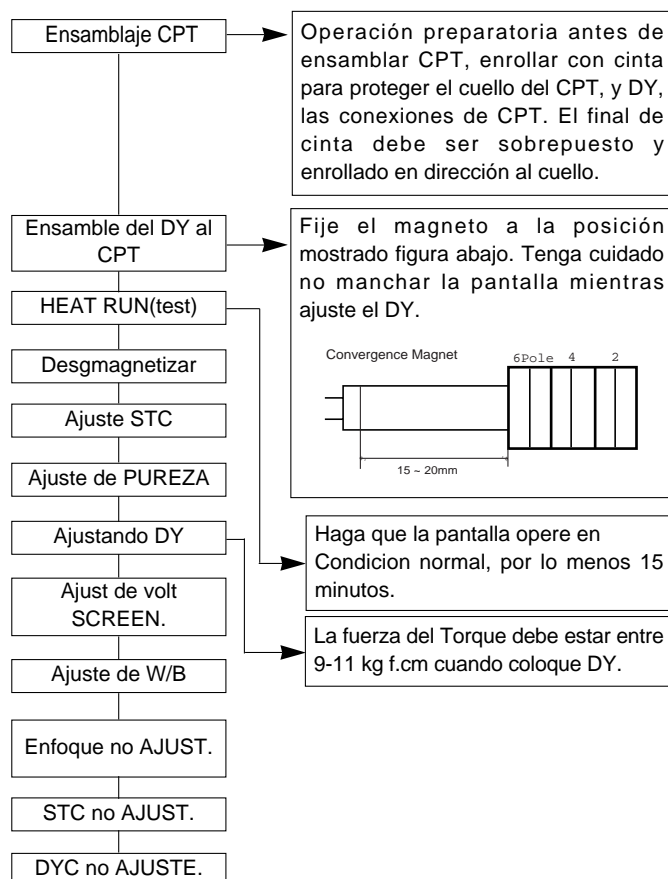 Ensamblaje CPT
Operación preparatoria antes de
ensamblar CPT, enrollar con cinta
para proteger el cuello del CPT, y DY,
las conexiones de CPT. El final de
cinta debe ser sobrepuesto y
enrollado en dirección al cuello.
Ensamble del DY al
CPT
Fije el magneto a la posición
mostrado figura abajo. Tenga cuidado
no manchar la pantalla mientras
ajuste el DY.
Convergence Magnet
6Pole 4 2
15 ~ 20mm
HEAT RUN(test)
Desgmagnetizar
Ajuste STC
Ajuste de PUREZA
Ajustando DY
Haga que la pantalla opere en
Condicion normal, por lo menos 15
minutos.
Ajust de volt
SCREEN.
La fuerza del Torque debe estar entre
9-11 kg f.cm cuando coloque DY.
Ajuste de W/B
Enfoque no AJUST.
STC no AJUST.
DYC no AJUSTE.